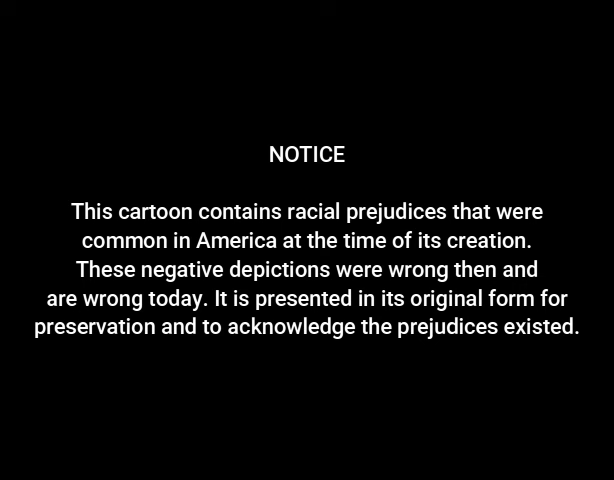 NOTICE
This cartoon contains racial prejudices that were
common in America at the time of its creation.
These negative depictions were wrong then and
are wrong today. It is presented in its original form for
preservation and to acknowledge the prejudices existed.